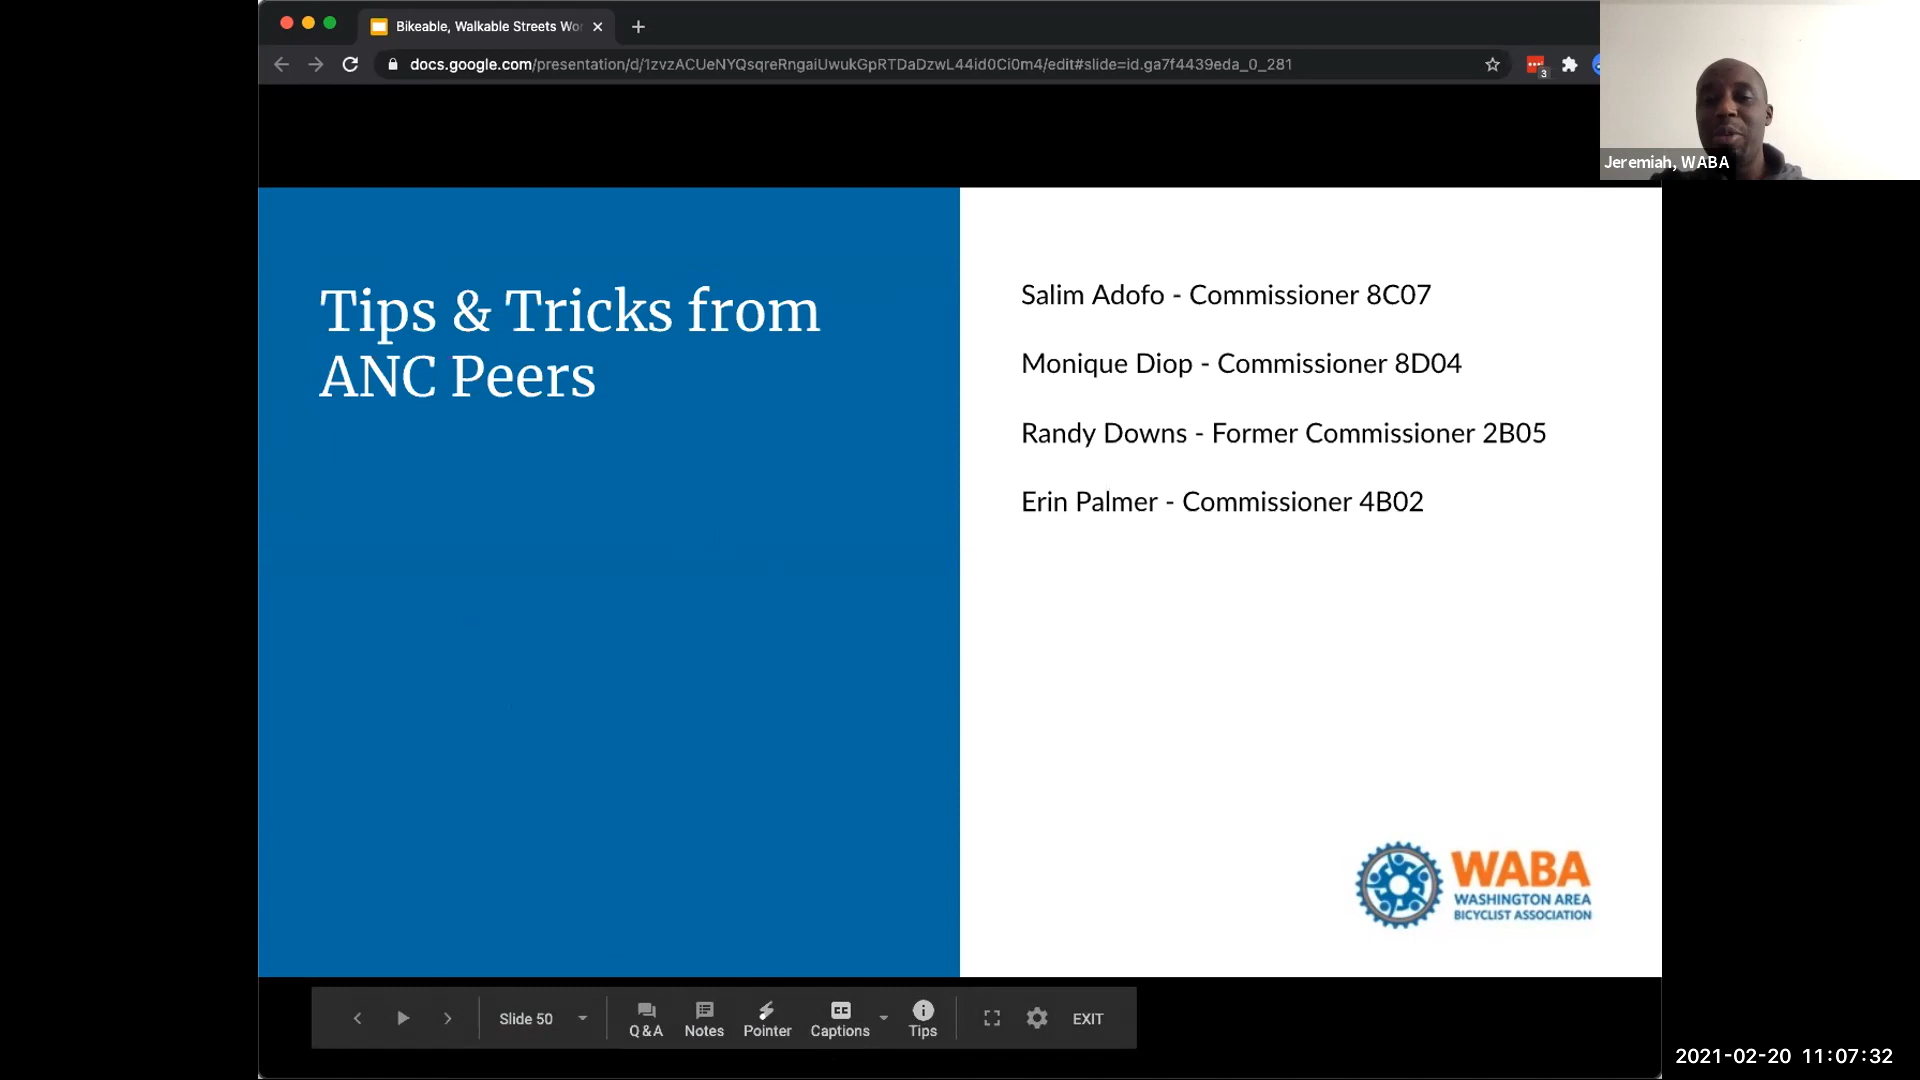 Bikeable, Walkable Streets Wo
docs.google.com/presentation/d/1zvzACUeNYQsqreRngaiUwukGpRTDaDzwL44id0Ci0m4/edit#slide=id.ga7f4439eda_0_281
3
Jeremiah, WABA
Tips & Tricks from
ANC Peers
Salim Adofo - Commissioner 8C07
Monique Diop - Commissioner 8D04
Randy Downs - Former Commissioner 2B05
Erin Palmer - Commissioner 4B02
WABA
WASHINGTON AREA
BICYCLIST ASSOCIATION
Slide 50
Q&A
Notes
Pointer
CC
Captions
Tips
EXIT
2021-02-20 11:07:32